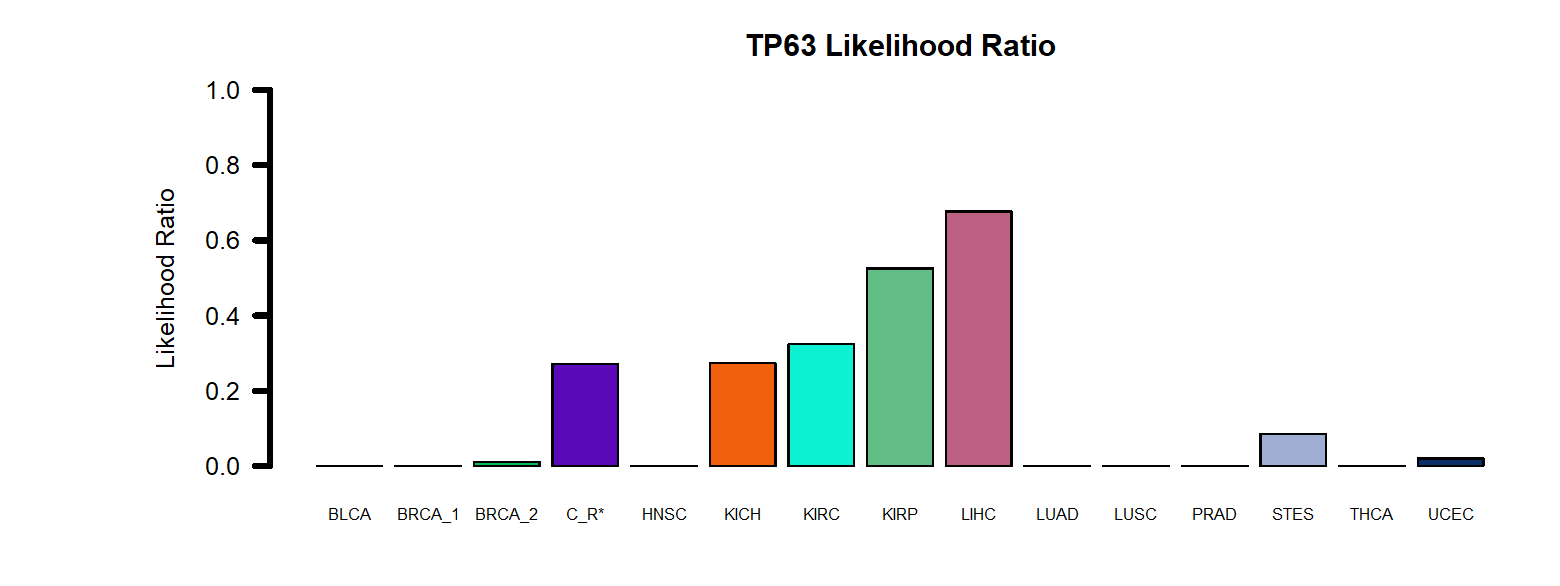 TP63 Likelihood Ratio
1.0
0.8
0.6
0.4
0.2
0.0
Likelihood Ratio
BLCA BRCA_1 BRCA_2 C_R* HNSC KICH KIRC KIRP LIHC LUAD LUSC PRAD STES THCA UCEC